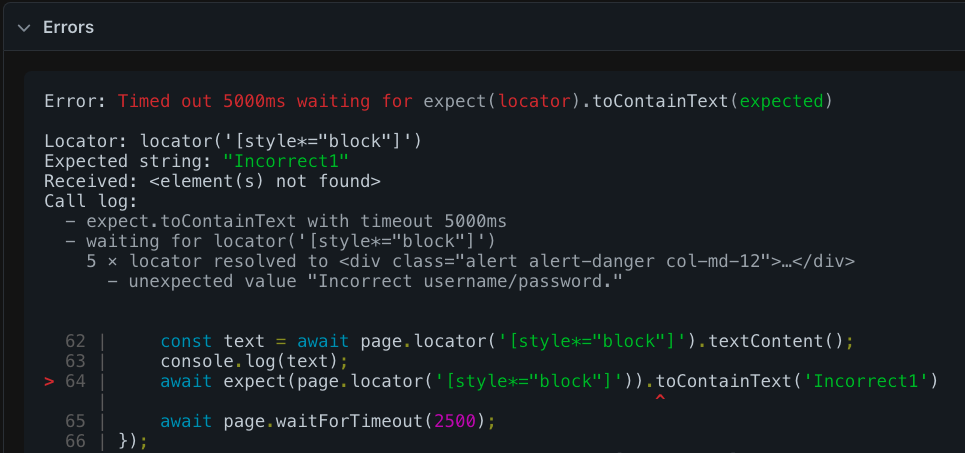 Errors
Error: Timed out 5000ms waiting for expect(locator).toContainText(expected)
Locator: locator('[style*="block"]')
Expected string: "Incorrect1"
Received: <element(s) not found>
Call log:
  - expect.toContainText with timeout 5000ms
  - waiting for locator('[style*="block"]')
    5 × locator resolved to <div class="alert alert-danger col-md-12">…</div>
      - unexpected value "Incorrect username/password."
  62 |     const text = await page.locator('[style*="block"]').textContent();
  63 |     console.log(text);
> 64 |     await expect(page.locator('[style*="block"]')).toContainText('Incorrect1')
     |                                                    ^
  65 |     await page.waitForTimeout(2500);
  66 | });